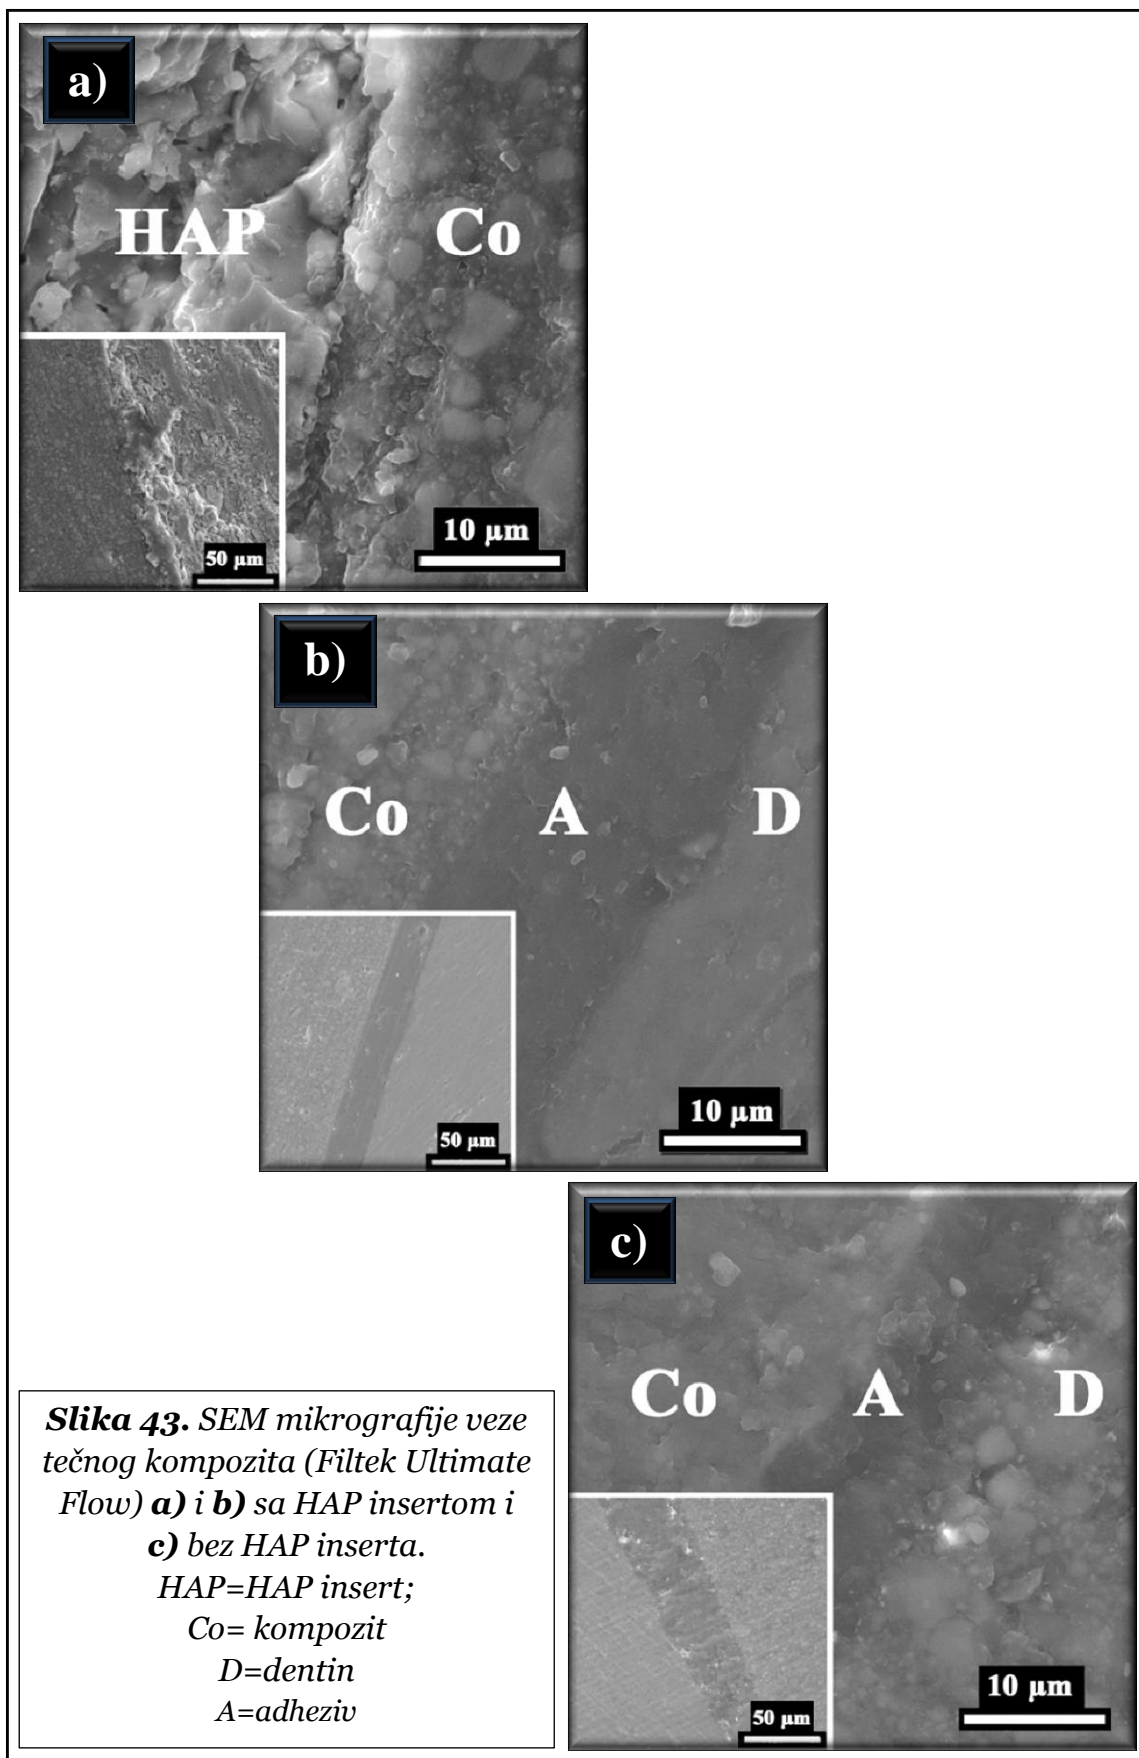 a)
HAP
Co
10 µm
50 µm
b)
Co
A
D
10 µm
50 µm
c)
Co
A
D
10 µm
50 µm
Slika 43. SEM mikrografije veze
tečnog kompozita (Filtek Ultimate
Flow) a) i b) sa HAP insertom i
c) bez HAP inserta.
HAP=HAP insert;
Co= kompozit
D=dentin
A=adheziv